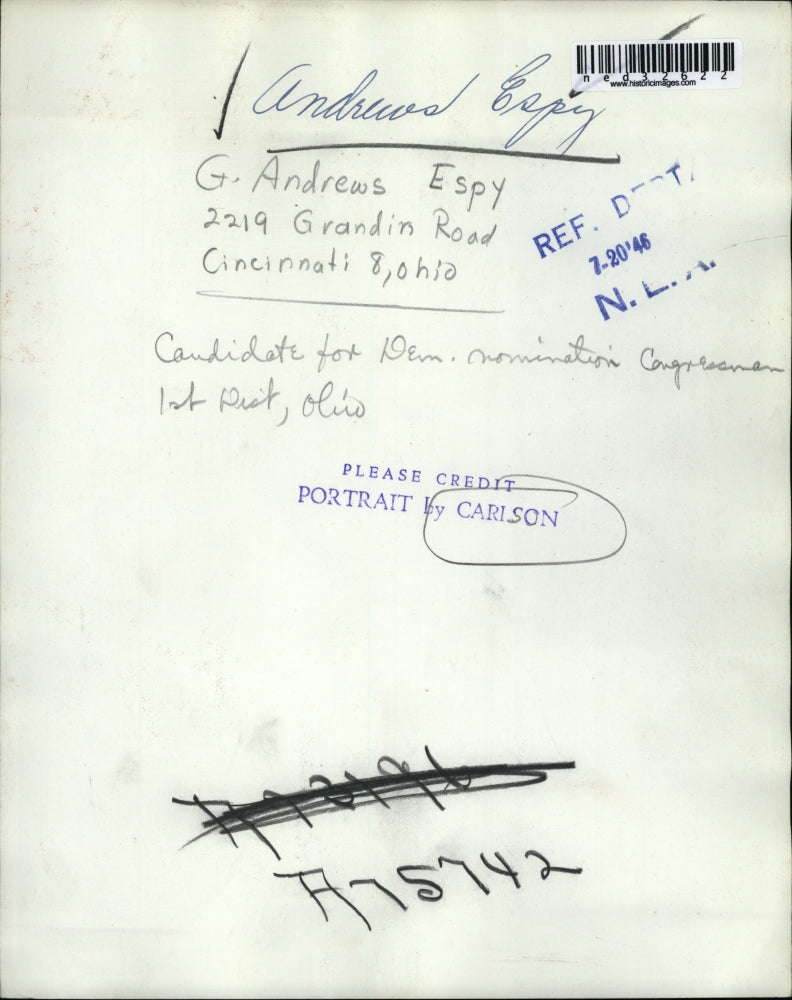 Andrews Espy
ned32622
www.historicimages.com
G. Andrews Espy
2219 Grandin Road
Cincinnati 8, Ohio
REF. DEPT.
7-20'46
N. E. A.
Candidate for Dem. nomination Congressman
1st Dist, Ohio
PLEASE CREDIT
PORTRAIT by CARLSON
A75742